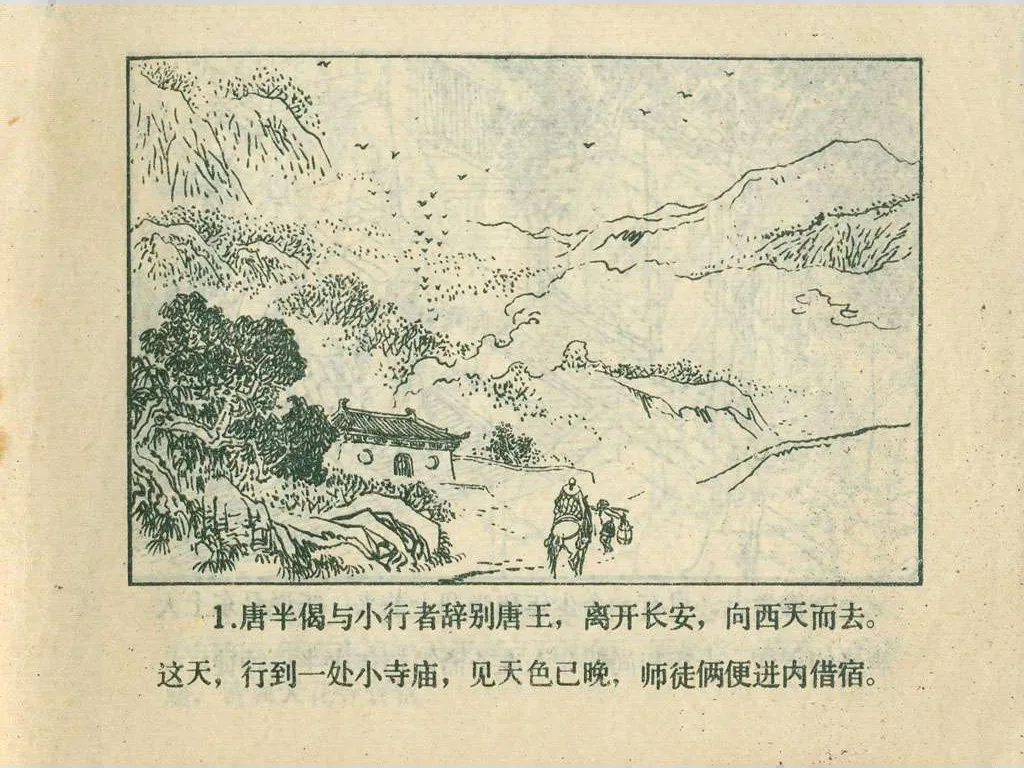 1.唐半偈与小行者辞别唐王，离开长安，向西天而去。
这天，行到一处小寺庙，见天色已晚，师徒俩便进内借宿。